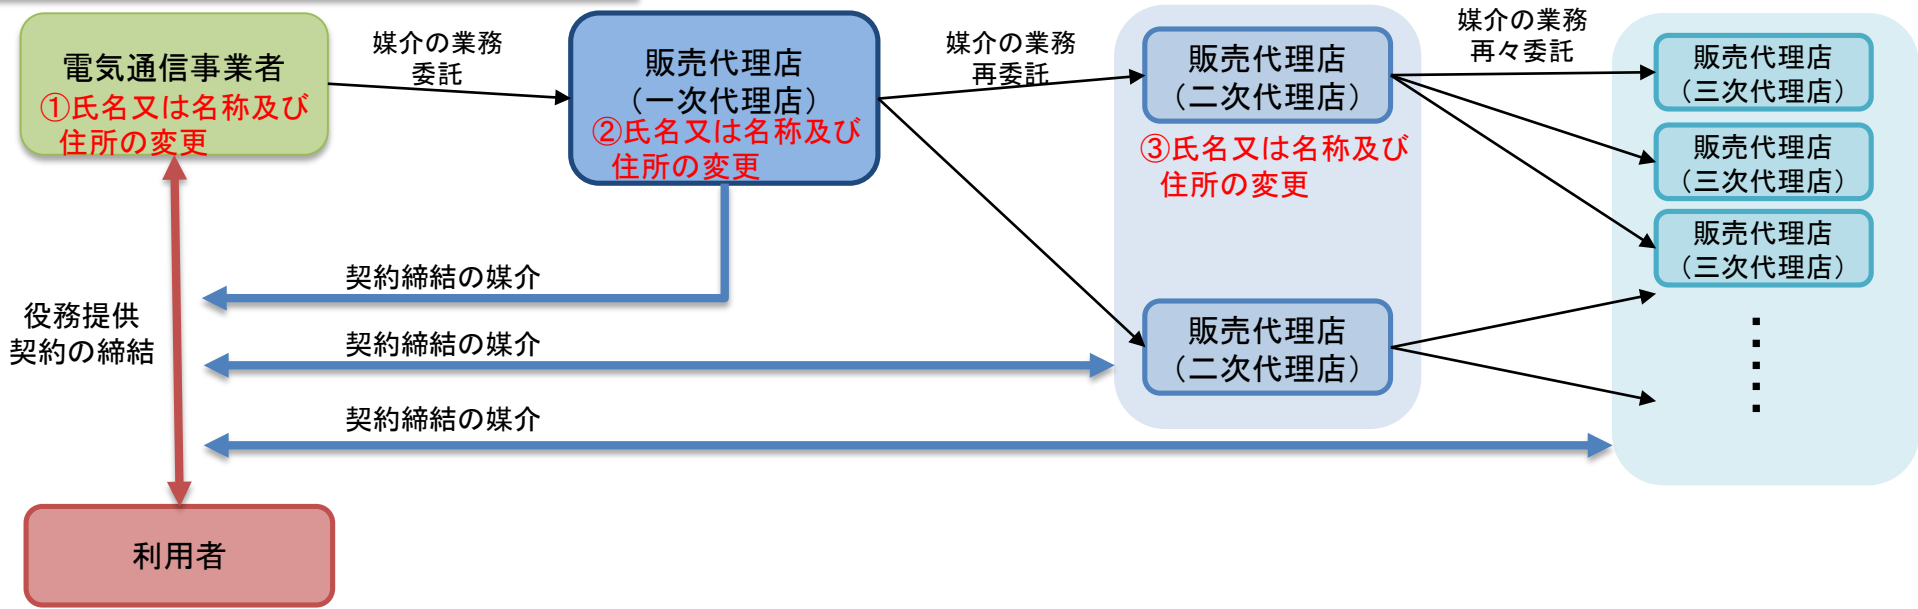 電気通信事業者
①氏名又は名称及び
住所の変更
媒介の業務
委託
販売代理店
（一次代理店）
②氏名又は名称及び
住所の変更
媒介の業務
再委託
販売代理店
（二次代理店）
③氏名又は名称及び
住所の変更
媒介の業務
再々委託
販売代理店
（三次代理店）
販売代理店
（三次代理店）
販売代理店
（三次代理店）
販売代理店
（二次代理店）
契約締結の媒介
契約締結の媒介
契約締結の媒介
役務提供
契約の締結
利用者